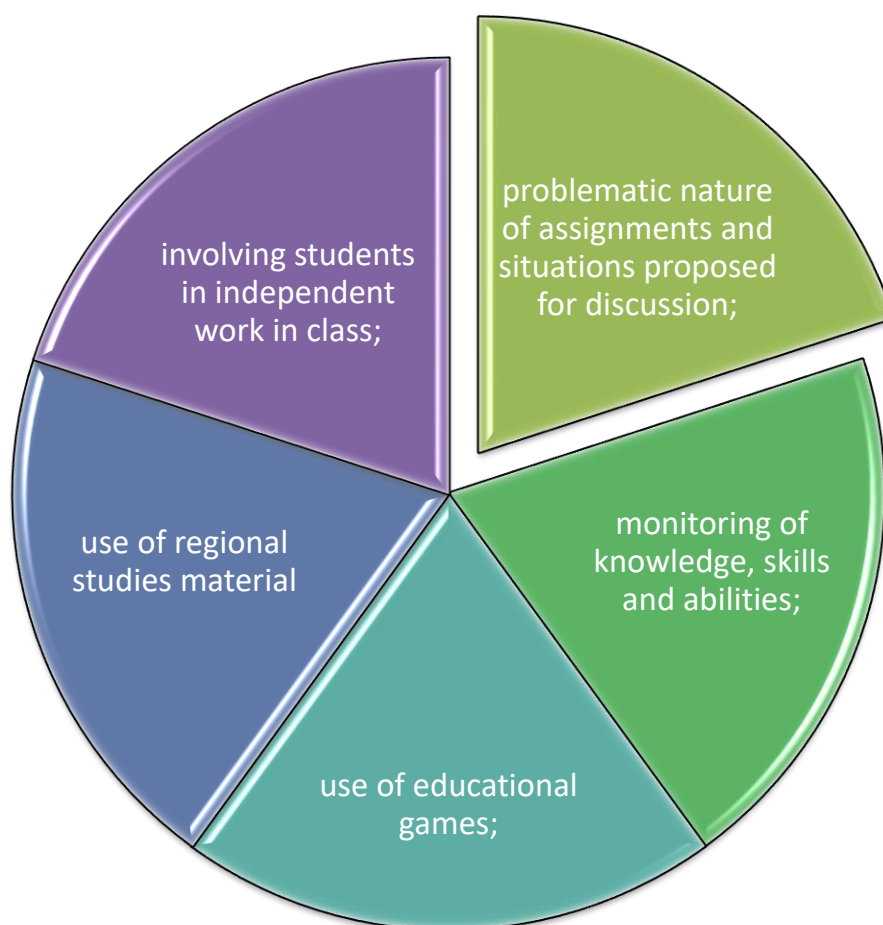 problematic nature
of assignments and
situations proposed
for discussion;
monitoring of
knowledge, skills
and abilities;
use of educational
games;
use of regional
studies material
involving students
in independent
work in class;